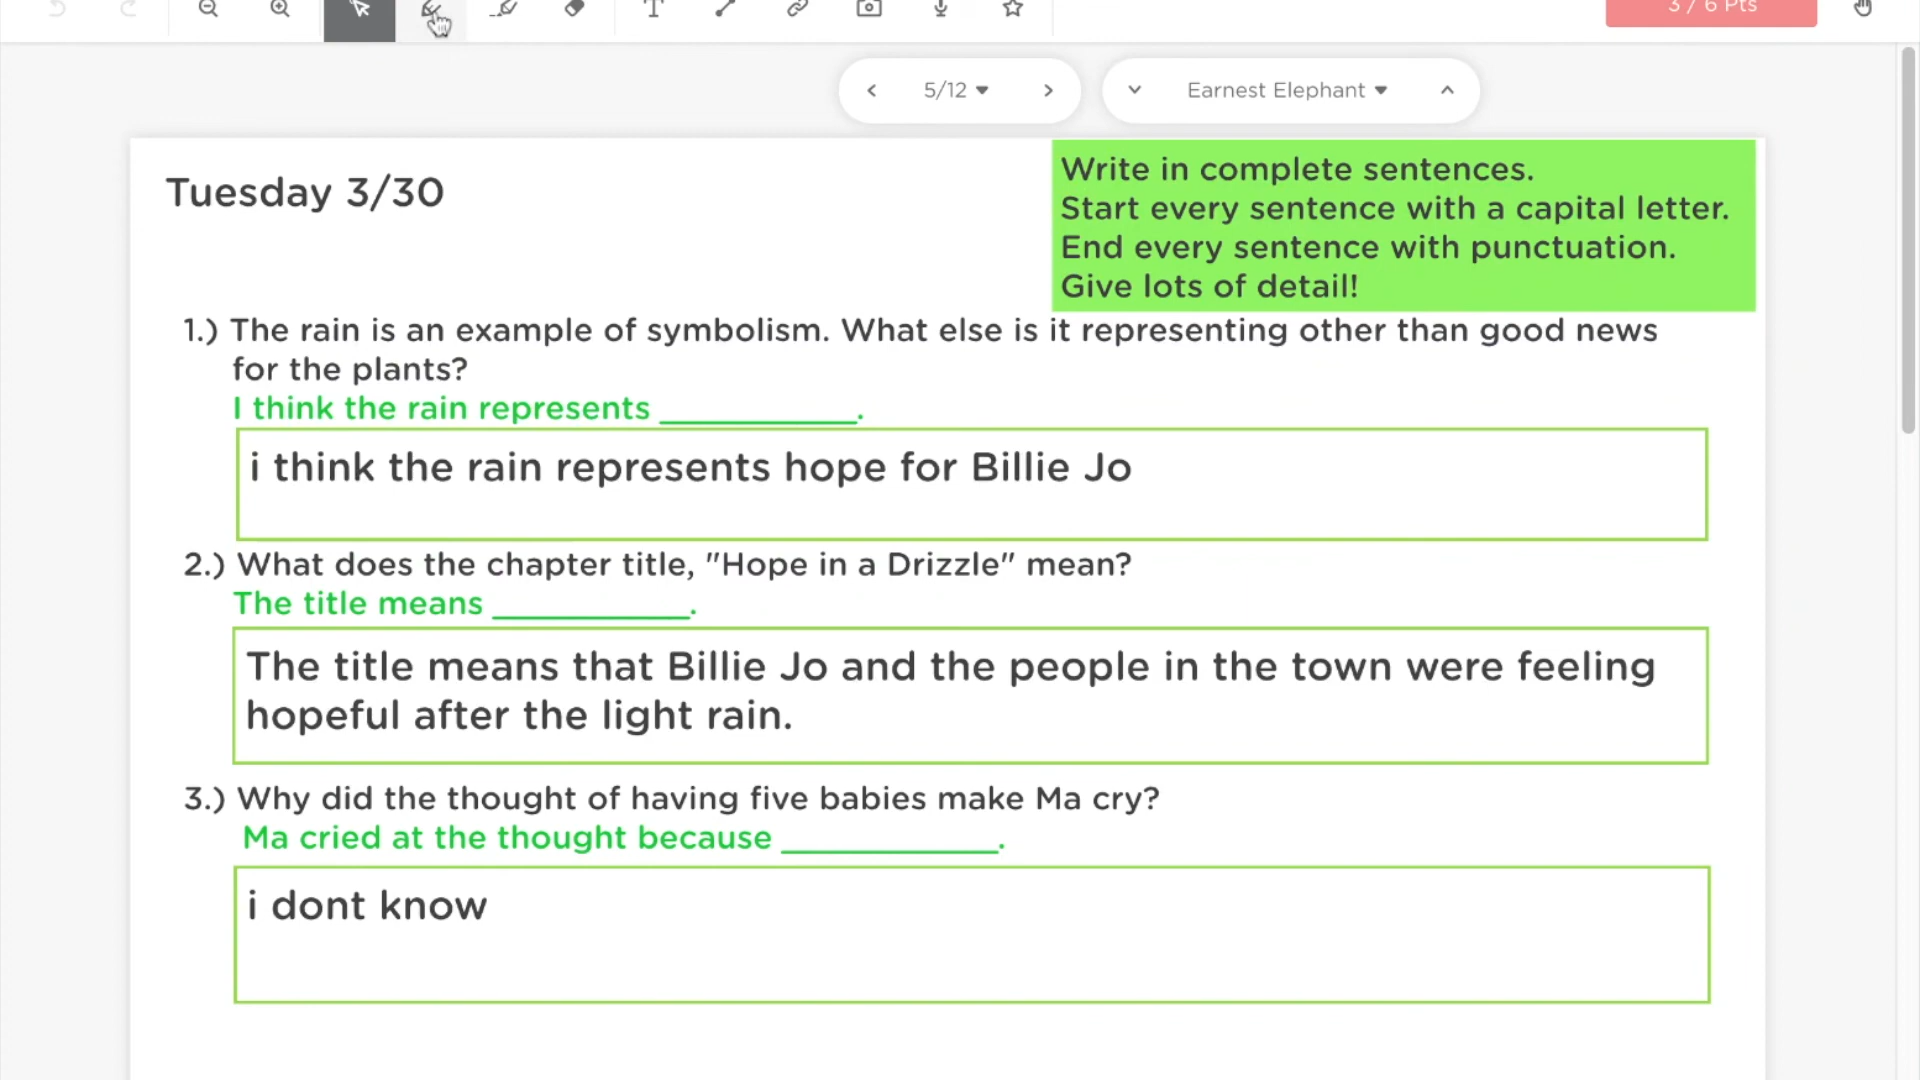 3 / 6 Pts
5/12
Earnest Elephant
Tuesday 3/30
Write in complete sentences.
Start every sentence with a capital letter.
End every sentence with punctuation.
Give lots of detail!
1.) The rain is an example of symbolism. What else is it representing other than good news
for the plants?
I think the rain represents ___________.
i think the rain represents hope for Billie Jo
2.) What does the chapter title, "Hope in a Drizzle" mean?
The title means ___________.
The title means that Billie Jo and the people in the town were feeling
hopeful after the light rain.
3.) Why did the thought of having five babies make Ma cry?
Ma cried at the thought because ____________.
i dont know